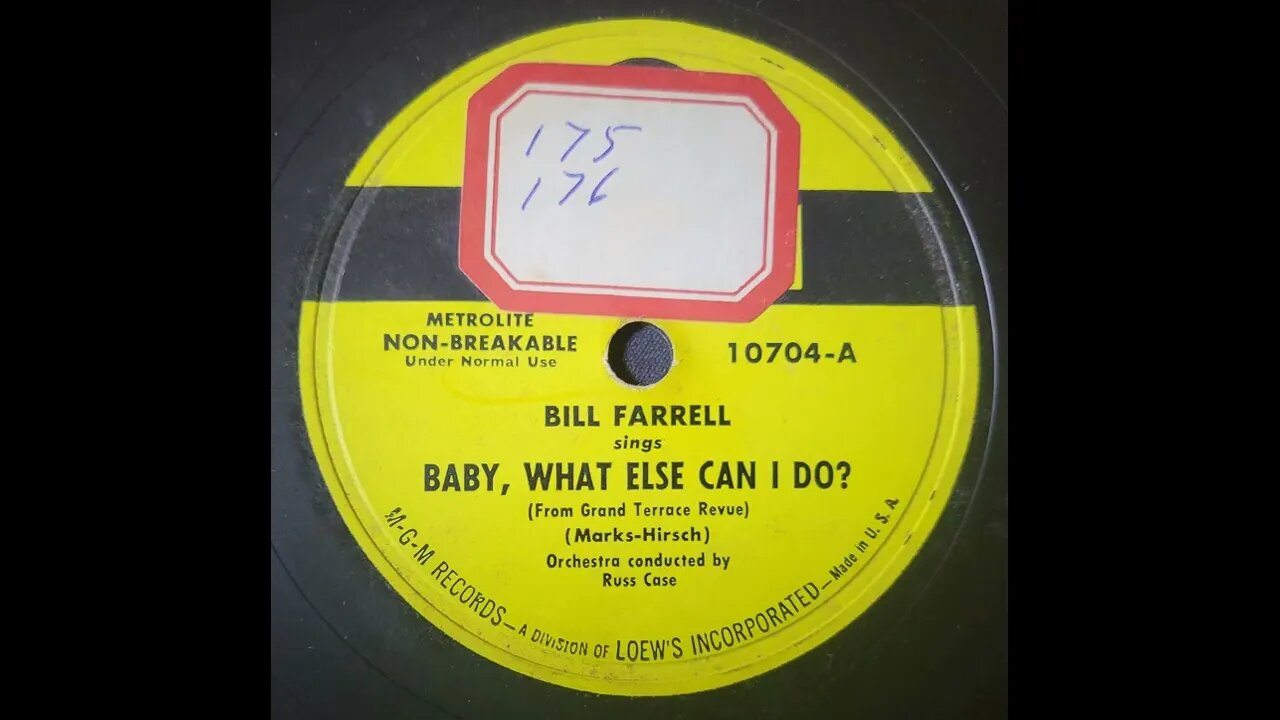 175
176
METROLITE
NON-BREAKABLE
Under Normal Use
10704-A
BILL FARRELL
sings
BABY, WHAT ELSE CAN I DO?
(From Grand Terrace Revue)
(Marks-Hirsch)
Orchestra conducted by
Russ Case
M-G-M RECORDS—A DIVISION OF LOEW'S INCORPORATED—Made in U. S. A.